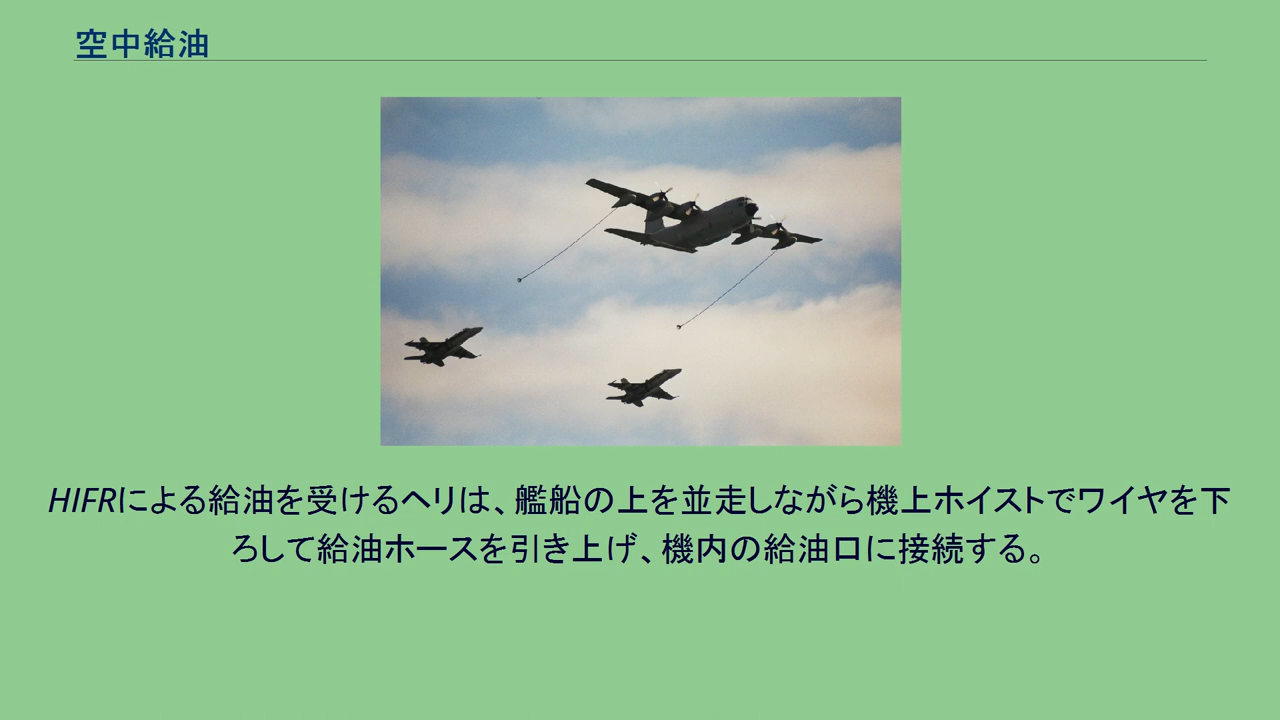 空中給油
HIFRによる給油を受けるヘリは、艦船の上を並走しながら機上ホイストでワイヤを下
ろして給油ホースを引き上げ、機内の給油口に接続する。